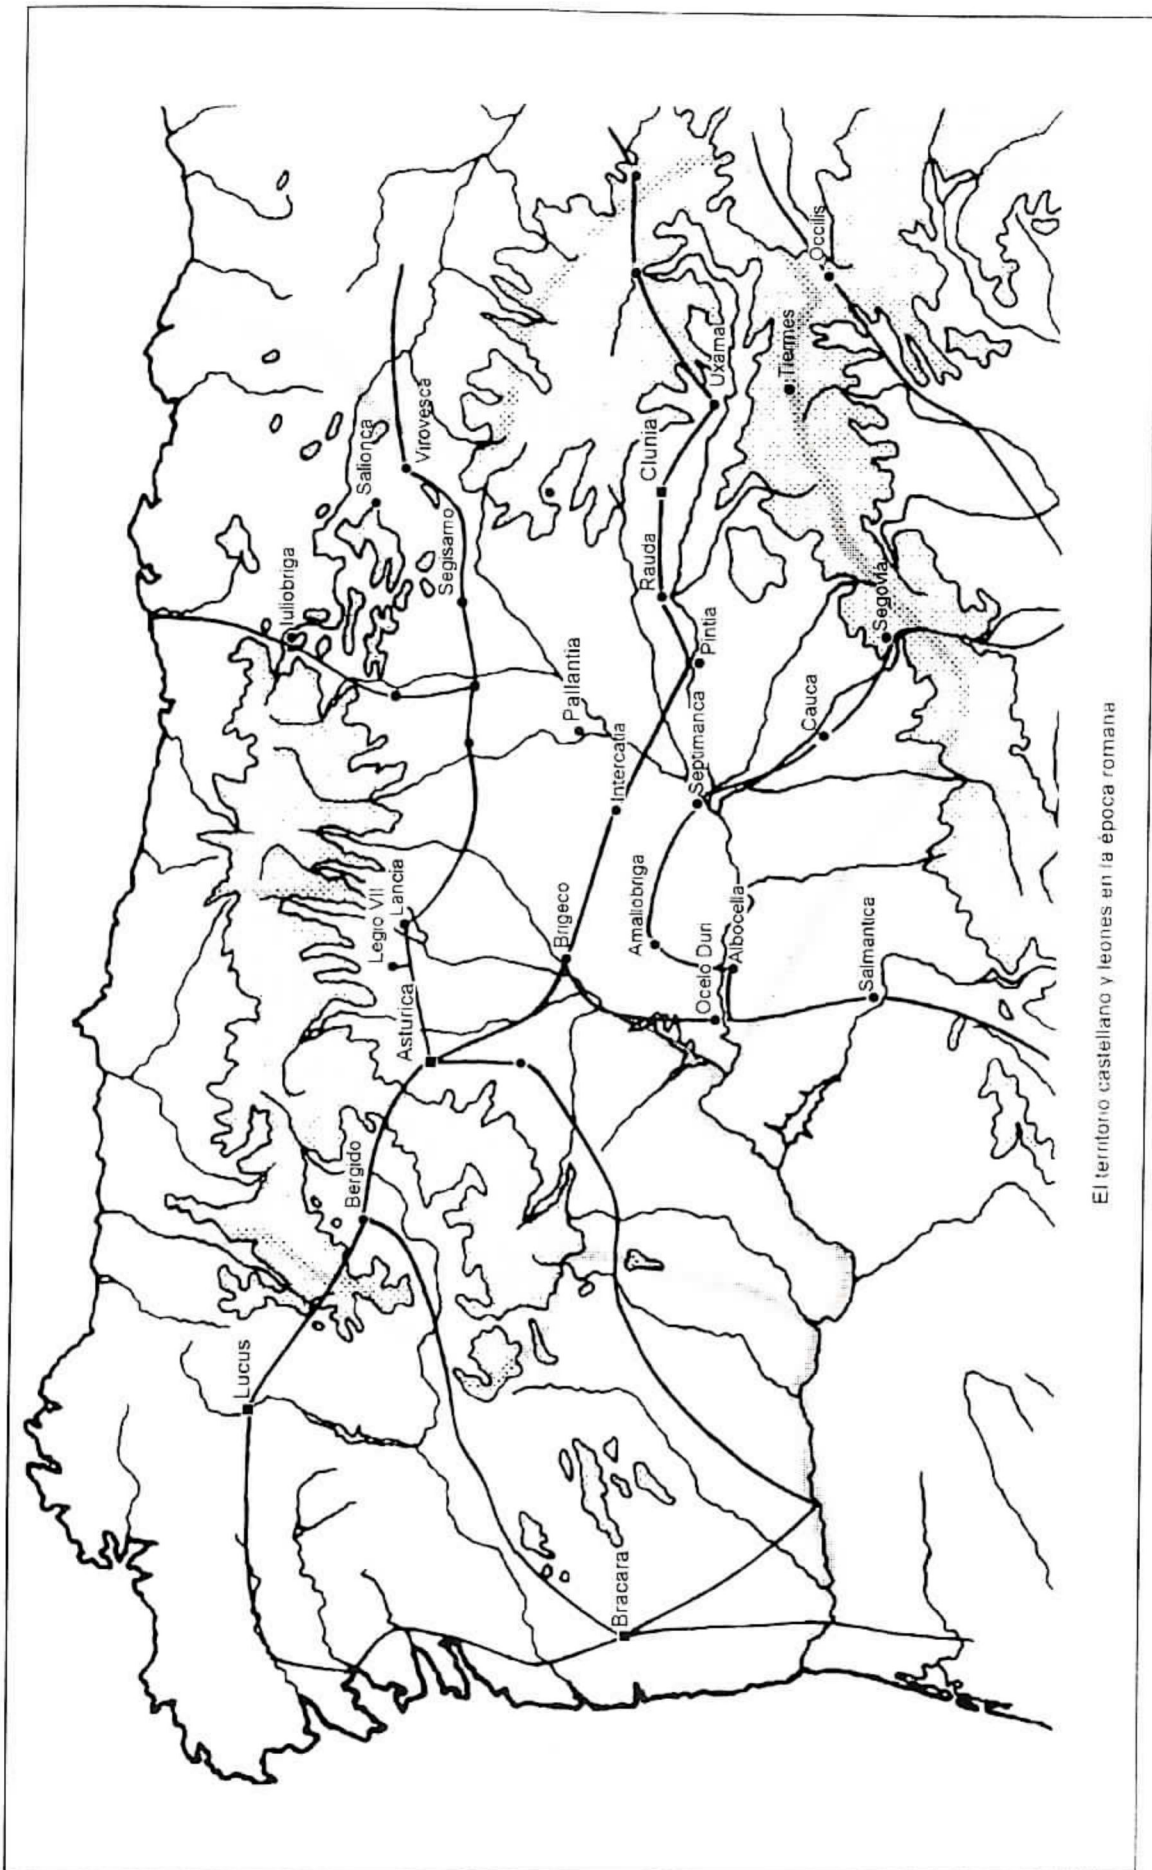 Lucus
Bergido
Asturica
Legio VII
Lancia
Iuliobriga
Salionca
Virovesca
Segisamo
Pallantia
Brigeco
Intercatia
Bracara
Amallobriga
Septimanca
Pintia
Rauda
Clunia
Uxama
Ocelo Duri
Albocella
Cauca
Tiermes
Occilis
Salmantica
Segovia
El territorio castellano y leones en la época romana